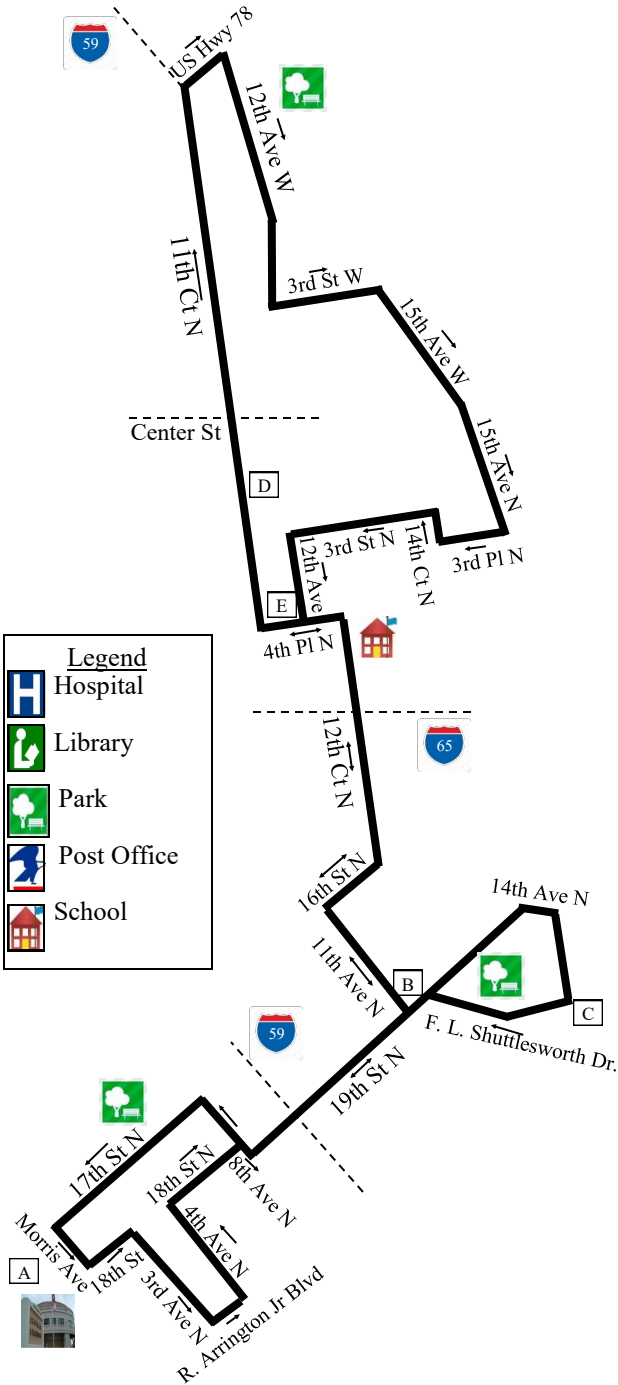 59
US Hwy 78
12th Ave W
11th Ct N
3rd St W
15th Ave W
Center St
15th Ave N
D
3rd St N
14th Ct N
3rd Pl N
12th Ave
E
4th Pl N
Legend
Hospital
Library
Park
Post Office
School
65
12th Ct N
16th St N
14th Ave N
11th Ave N
B
C
F. L. Shuttlesworth Dr.
59
19th St N
17th St N
18th St N
8th Ave N
4th Ave N
Morris Ave
18th St
3rd Ave N
A
R. Arrington Jr Blvd